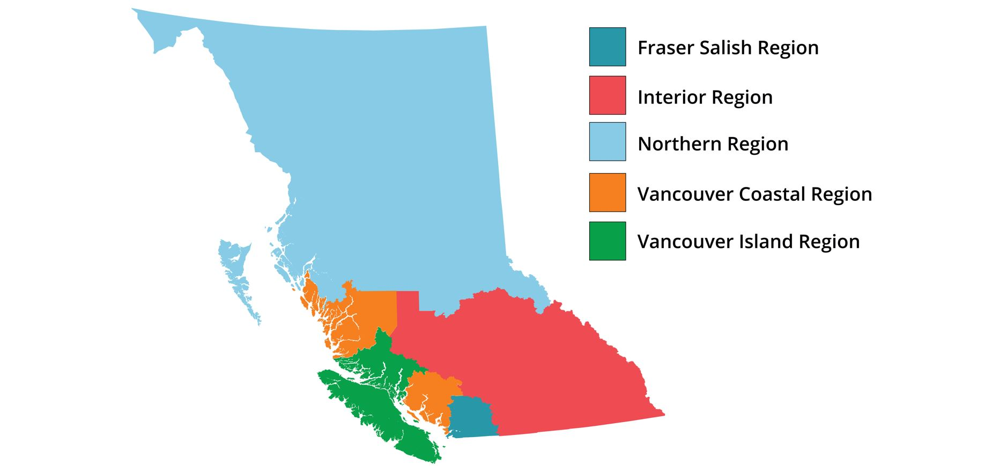 Fraser Salish Region
Interior Region
Northern Region
Vancouver Coastal Region
Vancouver Island Region